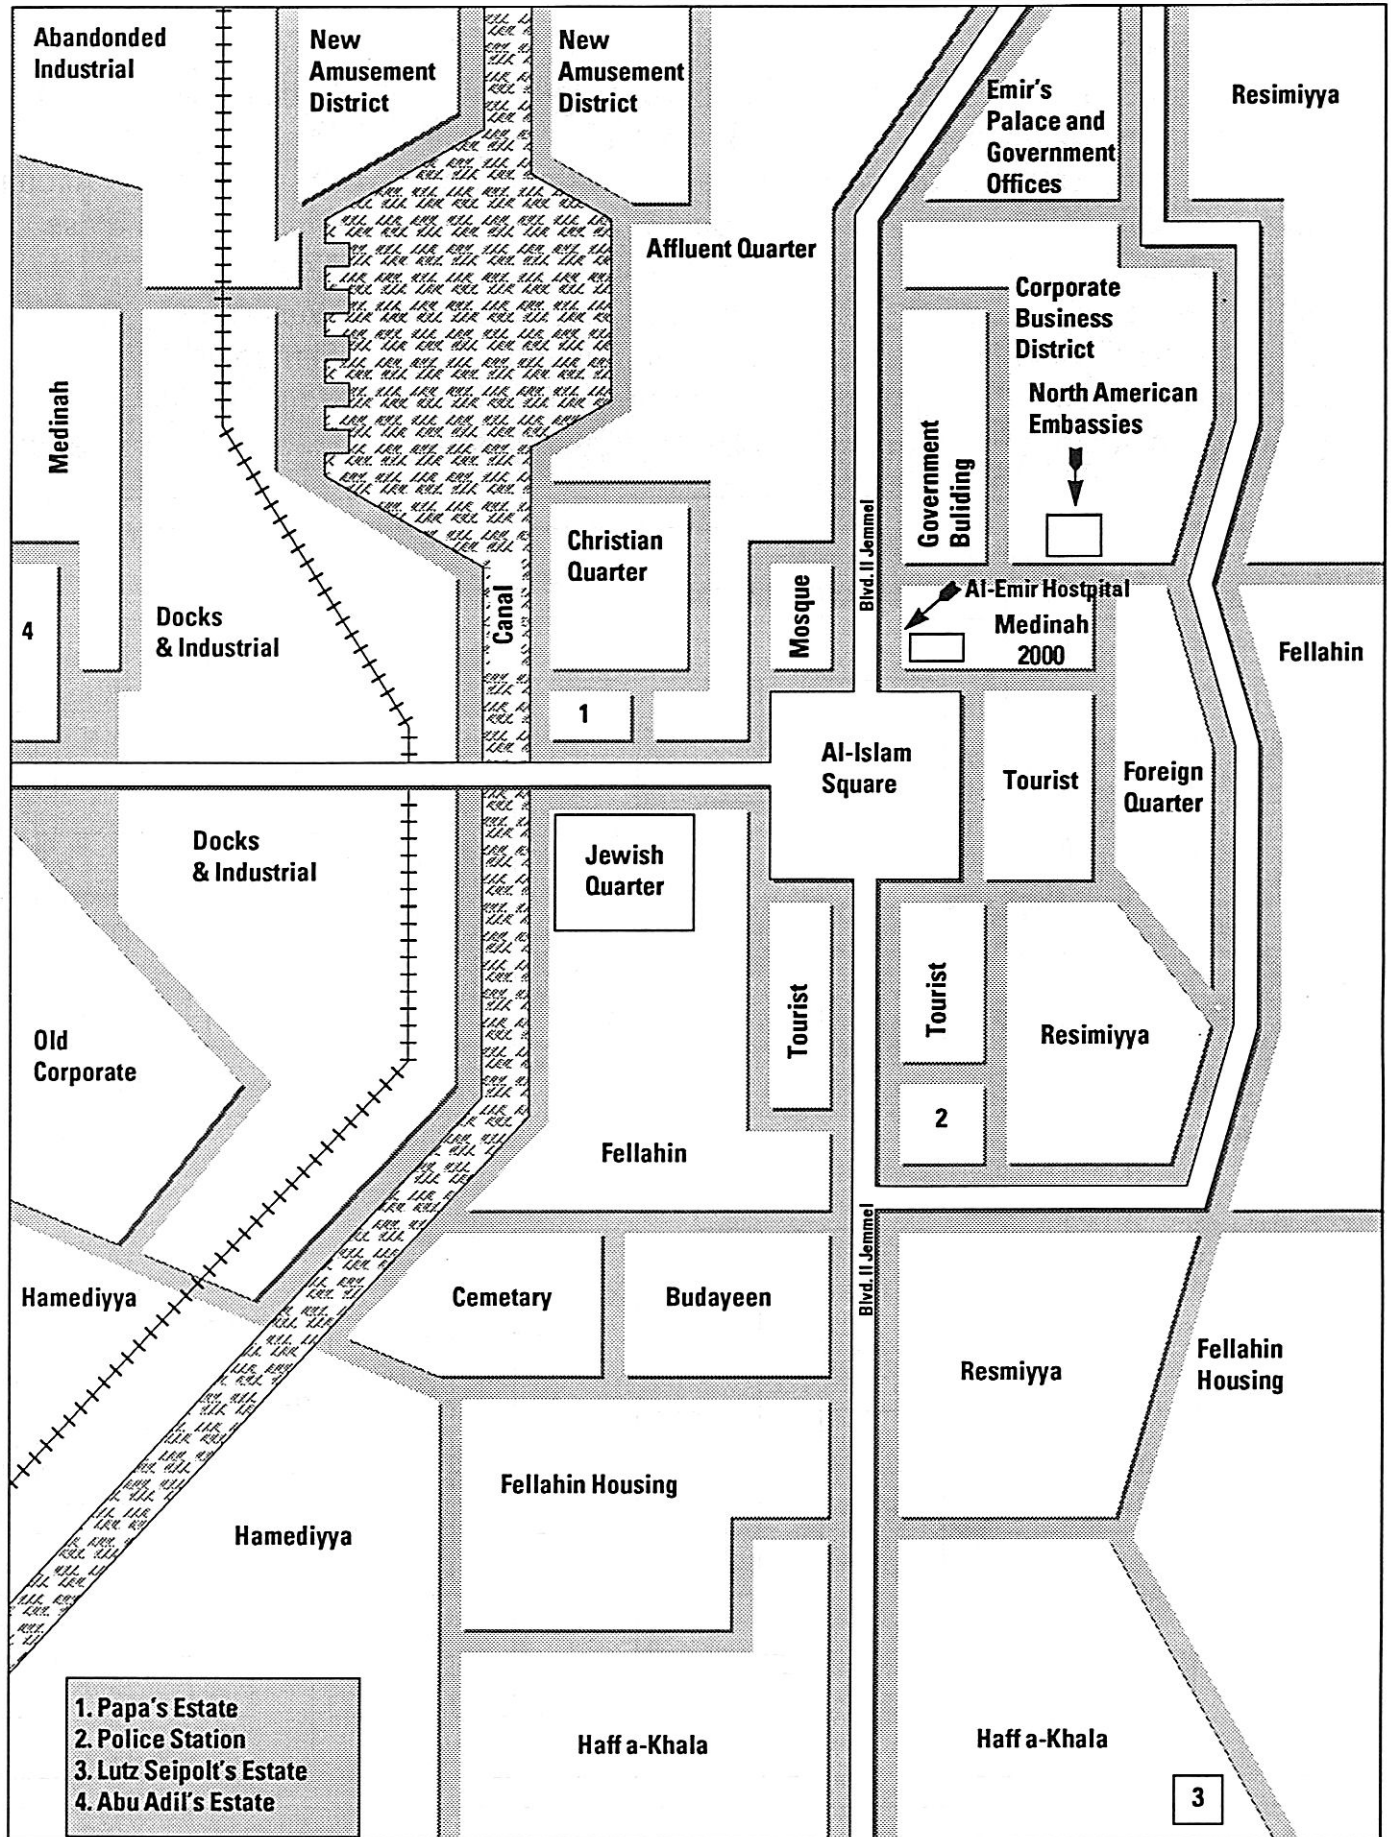 Abandonded
Industrial
New
Amusement
District
New
Amusement
District
Emir's
Palace and
Government
Offices
Resimiyya
Affluent Quarter
Corporate
Business
District
North American
Embassies
Medinah
Government
Buliding
Blvd. Il Jemmel
Christian
Quarter
Canal
Mosque
Al-Emir Hostpital
Medinah
2000
4
Docks
& Industrial
Fellahin
1
Al-Islam
Square
Tourist
Foreign
Quarter
Docks
& Industrial
Jewish
Quarter
Tourist
Tourist
Old
Corporate
Resimiyya
2
Fellahin
Blvd. Il Jemmel
Hamediyya
Cemetary
Budayeen
Resmiyya
Fellahin
Housing
Fellahin Housing
Hamediyya
Haff a-Khala
Haff a-Khala
3
1. Papa's Estate
2. Police Station
3. Lutz Seipolt's Estate
4. Abu Adil's Estate